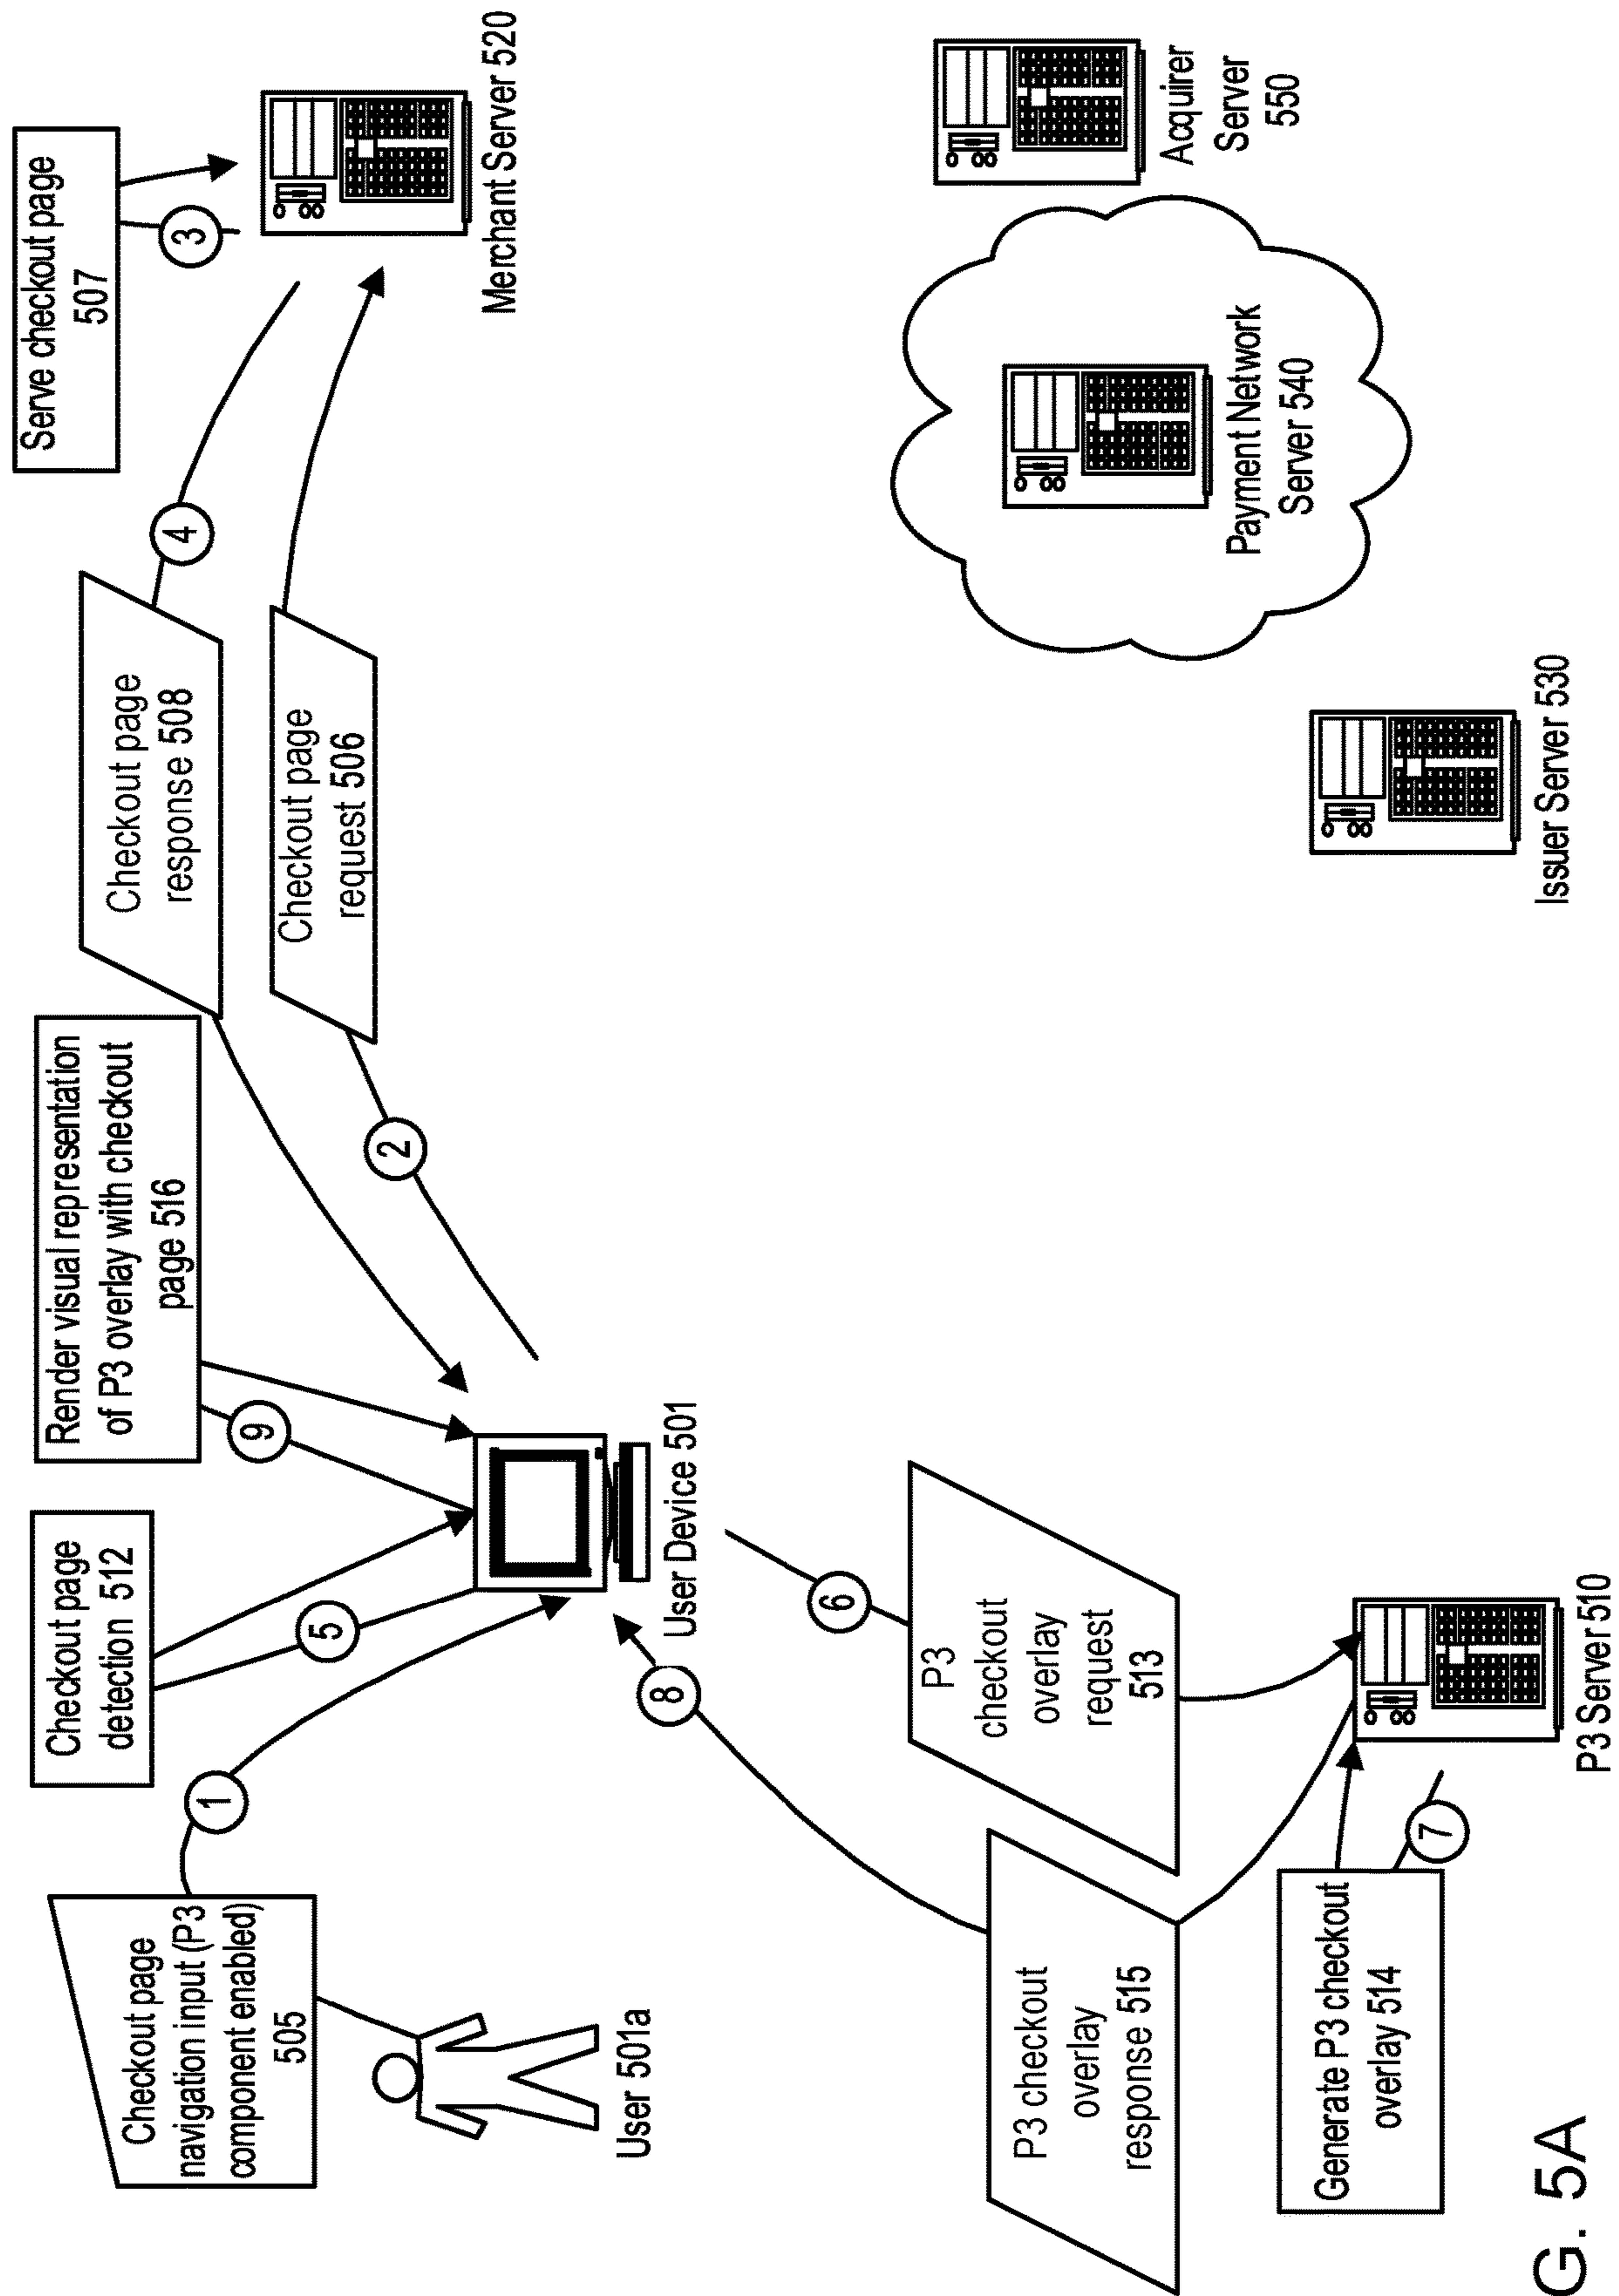 Checkout page
navigation input (P3
component enabled)
505
1
User 501a
Checkout page
detection 512
5
Render visual representation
of P3 overlay with checkout
page 516
9
User Device 501
2
Checkout page
request 506
Checkout page
response 508
4
Serve checkout page
507
3
Merchant Server 520
8
6
P3
checkout
overlay
request
513
P3 checkout
overlay
response 515
Generate P3 checkout
overlay 514
7
P3 Server 510
Issuer Server 530
Payment Network
Server 540
Acquirer
Server
550
G. 5A